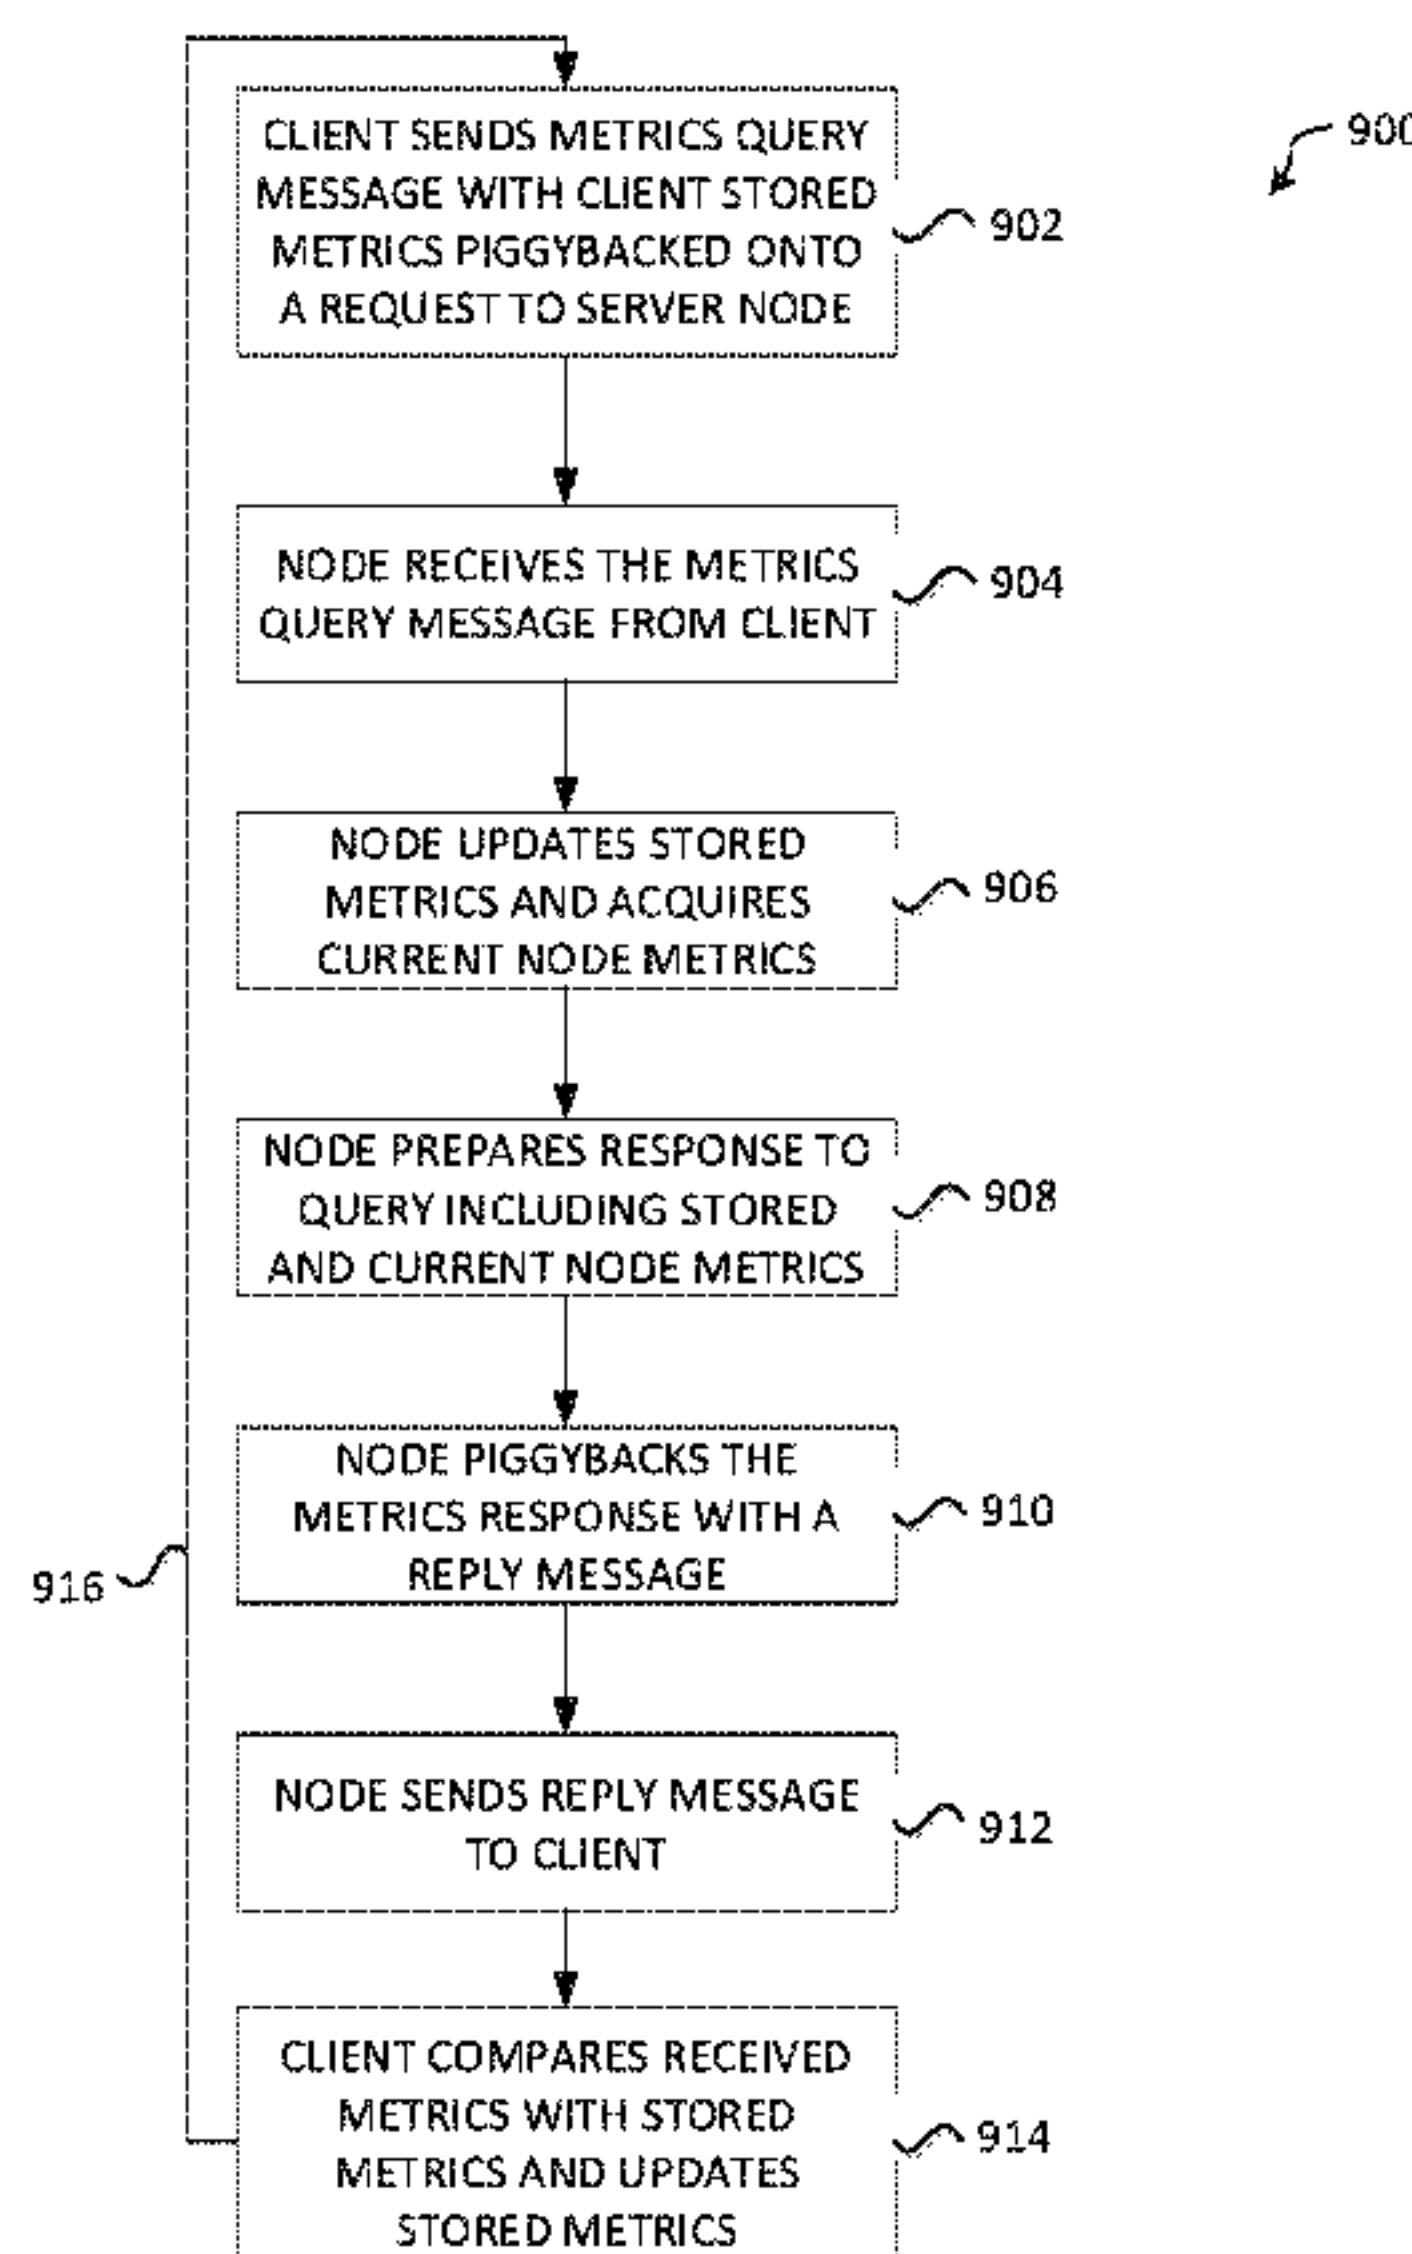 900
CLIENT SENDS METRICS QUERY
MESSAGE WITH CLIENT STORED
METRICS PIGGYBACKED ONTO
A REQUEST TO SERVER NODE
902
NODE RECEIVES THE METRICS
QUERY MESSAGE FROM CLIENT
904
NODE UPDATES STORED
METRICS AND ACQUIRES
CURRENT NODE METRICS
906
NODE PREPARES RESPONSE TO
QUERY INCLUDING STORED
AND CURRENT NODE METRICS
908
NODE PIGGYBACKS THE
METRICS RESPONSE WITH A
REPLY MESSAGE
910
916
NODE SENDS REPLY MESSAGE
TO CLIENT
912
CLIENT COMPARES RECEIVED
METRICS WITH STORED
METRICS AND UPDATES
STORED METRICS
914